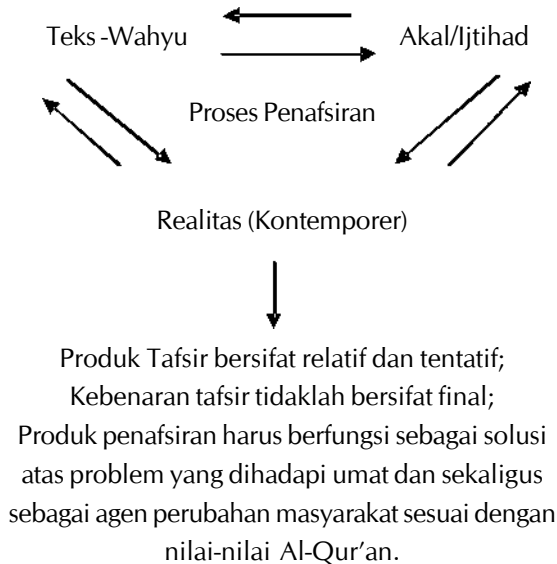 Teks -Wahyu Akal/Ijtihad
Proses Penafsiran
Realitas (Kontemporer)
Produk Tafsir bersifat relatif dan tentatif;
Kebenaran tafsir tidaklah bersifat final;
Produk penafsiran harus berfungsi sebagai solusi
atas problem yang dihadapi umat dan sekaligus
sebagai agen perubahan masyarakat sesuai dengan
nilai-nilai Al-Qur’an.